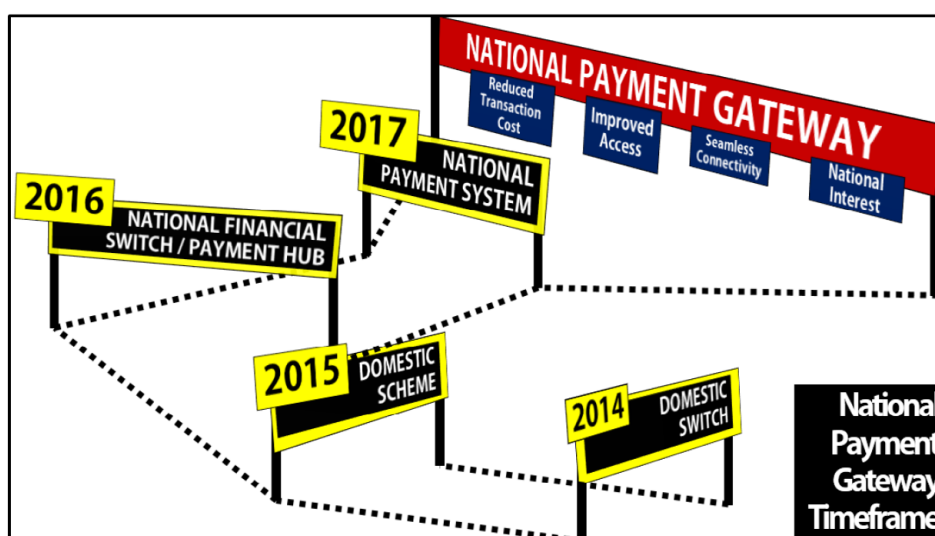 NATIONAL PAYMENT GATEWAY
Reduced
Transaction
Cost
Improved
Access
Seamless
Connectivity
National
Interest
2017
NATIONAL
PAYMENT SYSTEM
2016
NATIONAL FINANCIAL
SWITCH / PAYMENT HUB
2015
DOMESTIC
SCHEME
2014
DOMESTIC
SWITCH
National
Payment
Gateway
Timeframe